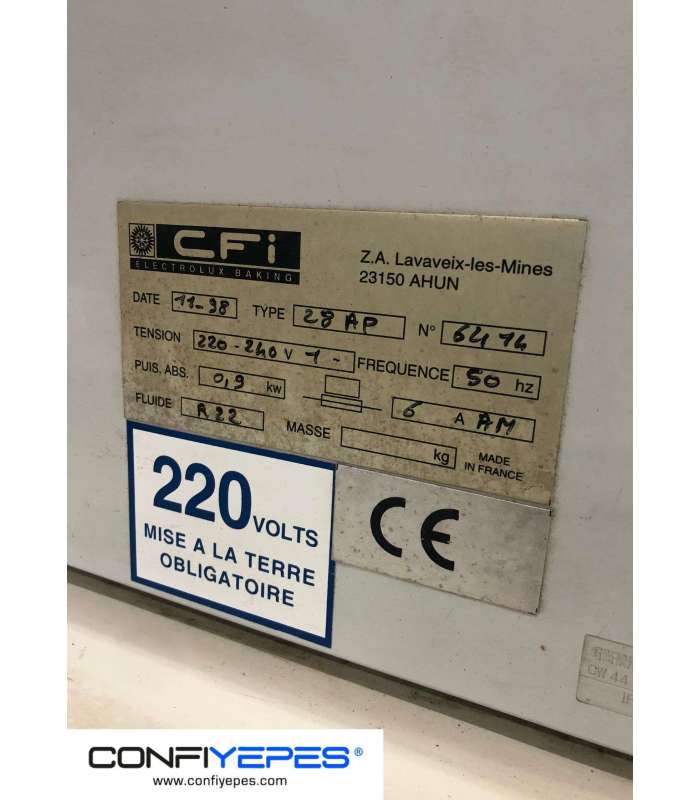 CFi
ELECTROLUX BAKING
Z.A. Lavaveix-les-Mines
23150 AHUN
DATE 11-98 TYPE 28 AP N° 6414
TENSION 220-240 V 1~ FREQUENCE 50 hz
PUIS. ABS. 0,9 kw 6 A AM
FLUIDE R22 MASSE kg MADE
IN FRANCE
220 VOLTS
MISE A LA TERRE
OBLIGATOIRE
CE
CW 44
CONFIYEPES®
www.confiyepes.com